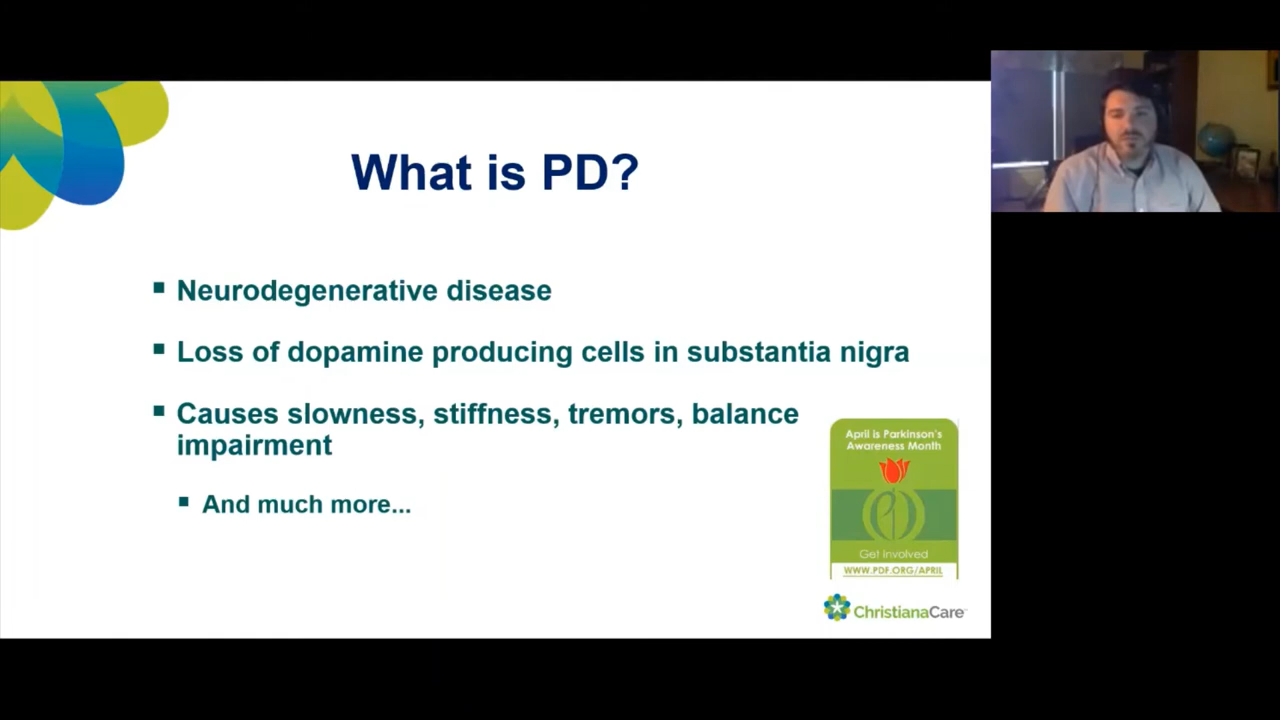 What is PD?
Neurodegenerative disease
Loss of dopamine producing cells in substantia nigra
Causes slowness, stiffness, tremors, balance
impairment
And much more...
April is Parkinson's
Awareness Month
Get Involved
WWW.PDF.ORG/APRIL
ChristianaCare™